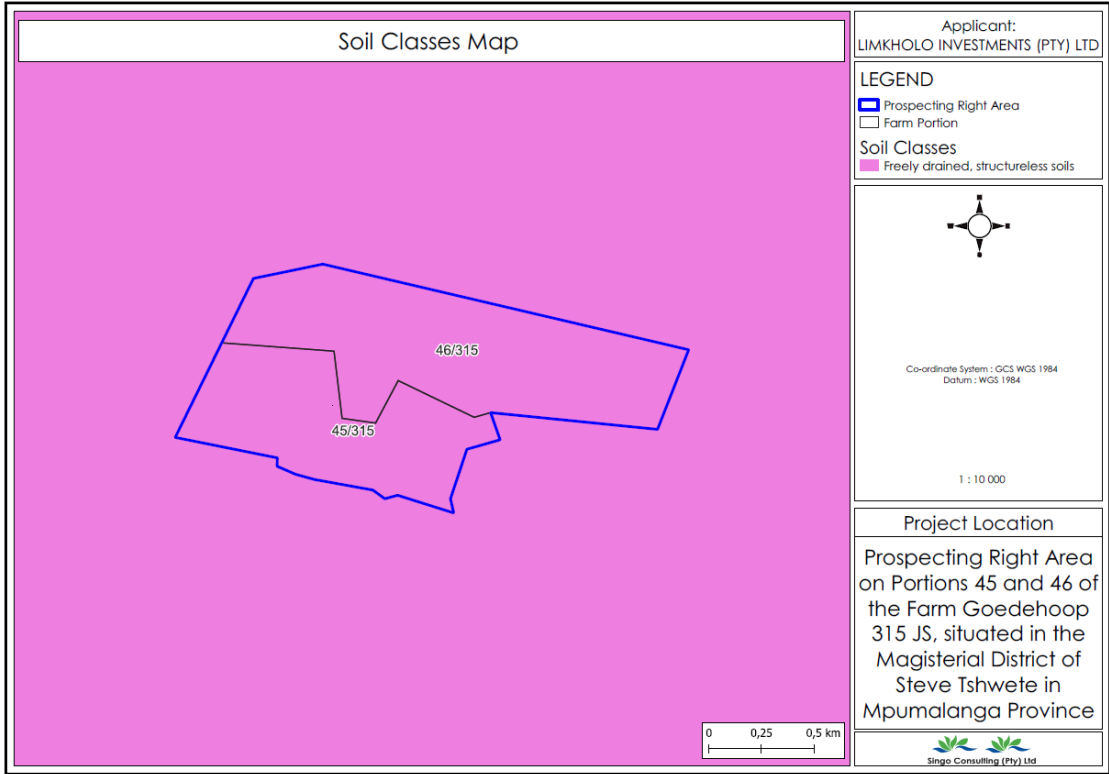 Soil Classes Map
46/315
45/315
0 0,25 0,5 km
Applicant:
LIMKHOLO INVESTMENTS (PTY) LTD
LEGEND
Prospecting Right Area
Farm Portion
Soil Classes
Freely drained, structureless soils
Co-ordinate System : GCS WGS 1984
Datum : WGS 1984
1 : 10 000
Project Location
Prospecting Right Area
on Portions 45 and 46 of
the Farm Goedehoop
315 JS, situated in the
Magisterial District of
Steve Tshwete in
Mpumalanga Province
Singo Consulting (Pty) Ltd